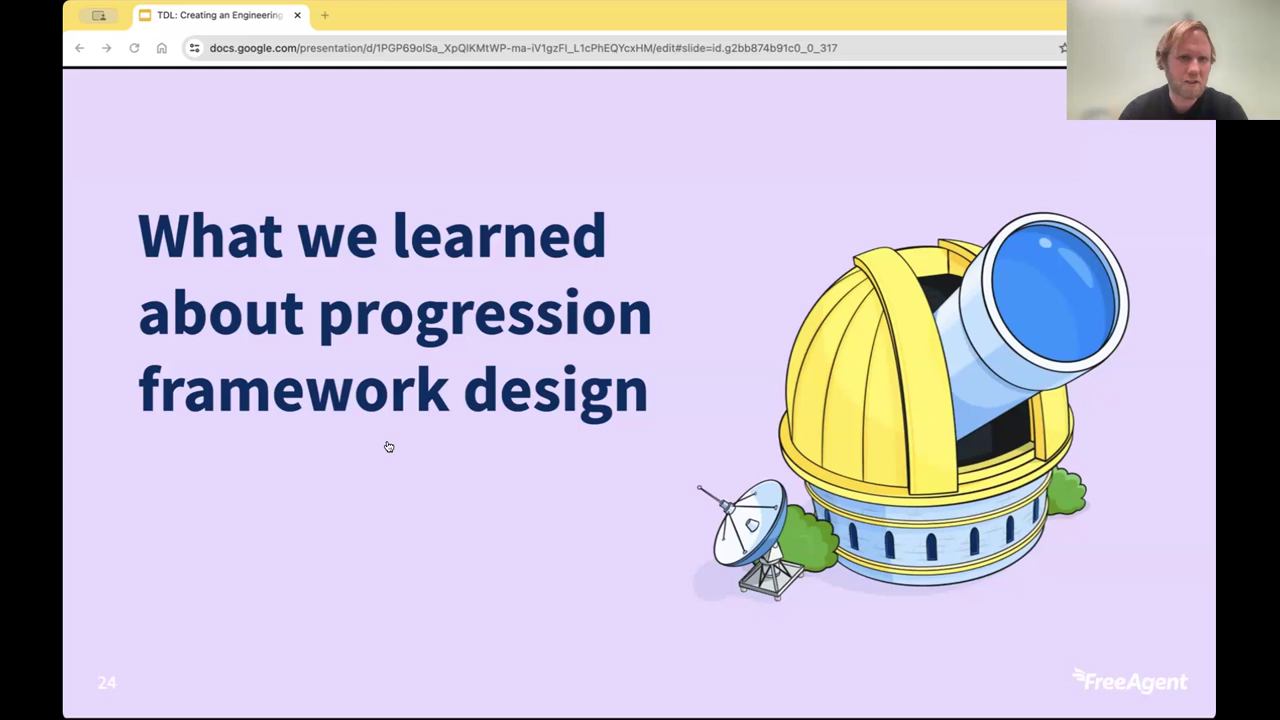 TDL: Creating an Engineering
docs.google.com/presentation/d/1PGP69olSa_XpQlKMtWP-ma-iV1gzFl_L1cPhEQYcxHM/edit#slide=id.g2bb874b91c0_0_317
What we learned
about progression
framework design
24
FreeAgent